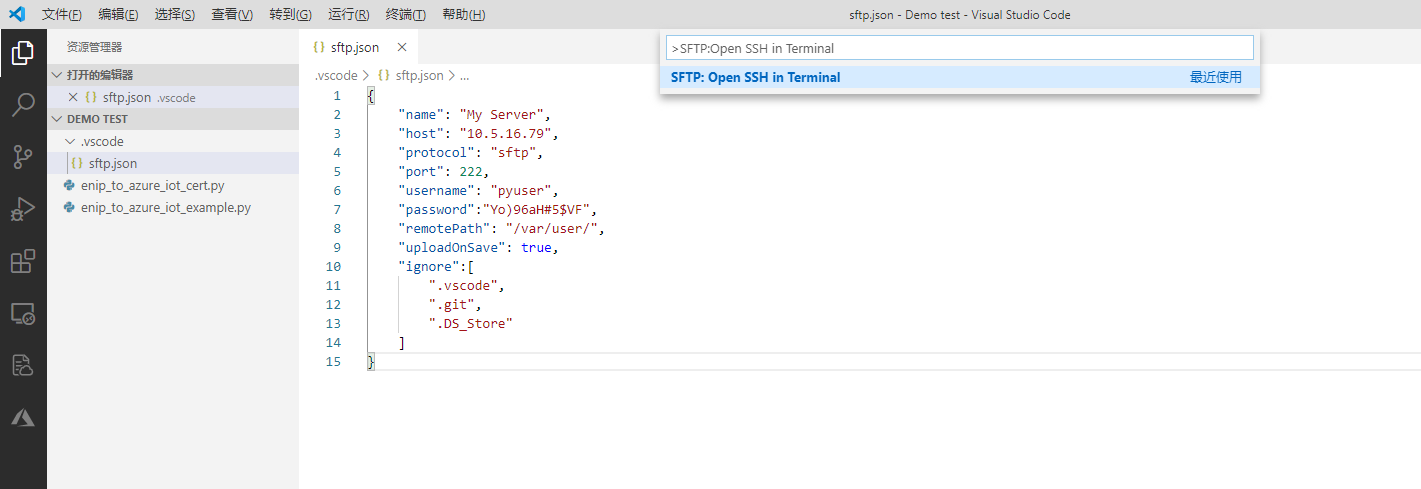 文件(F) 编辑(E) 选择(S) 查看(V) 转到(G) 运行(R) 终端(T) 帮助(H) sftp.json - Demo test - Visual Studio Code
资源管理器
打开的编辑器
sftp.json .vscode
DEMO TEST
.vscode
sftp.json
enip_to_azure_iot_cert.py
enip_to_azure_iot_example.py
sftp.json
>SFTP:Open SSH in Terminal
SFTP: Open SSH in Terminal 最近使用
.vscode > sftp.json > ...
1 {
2 "name": "My Server",
3 "host": "10.5.16.79",
4 "protocol": "sftp",
5 "port": 222,
6 "username": "pyuser",
7 "password":"Yo)96aH#5$VF",
8 "remotePath": "/var/user/",
9 "uploadOnSave": true,
10 "ignore":[
11 ".vscode",
12 ".git",
13 ".DS_Store"
14 ]
15 }